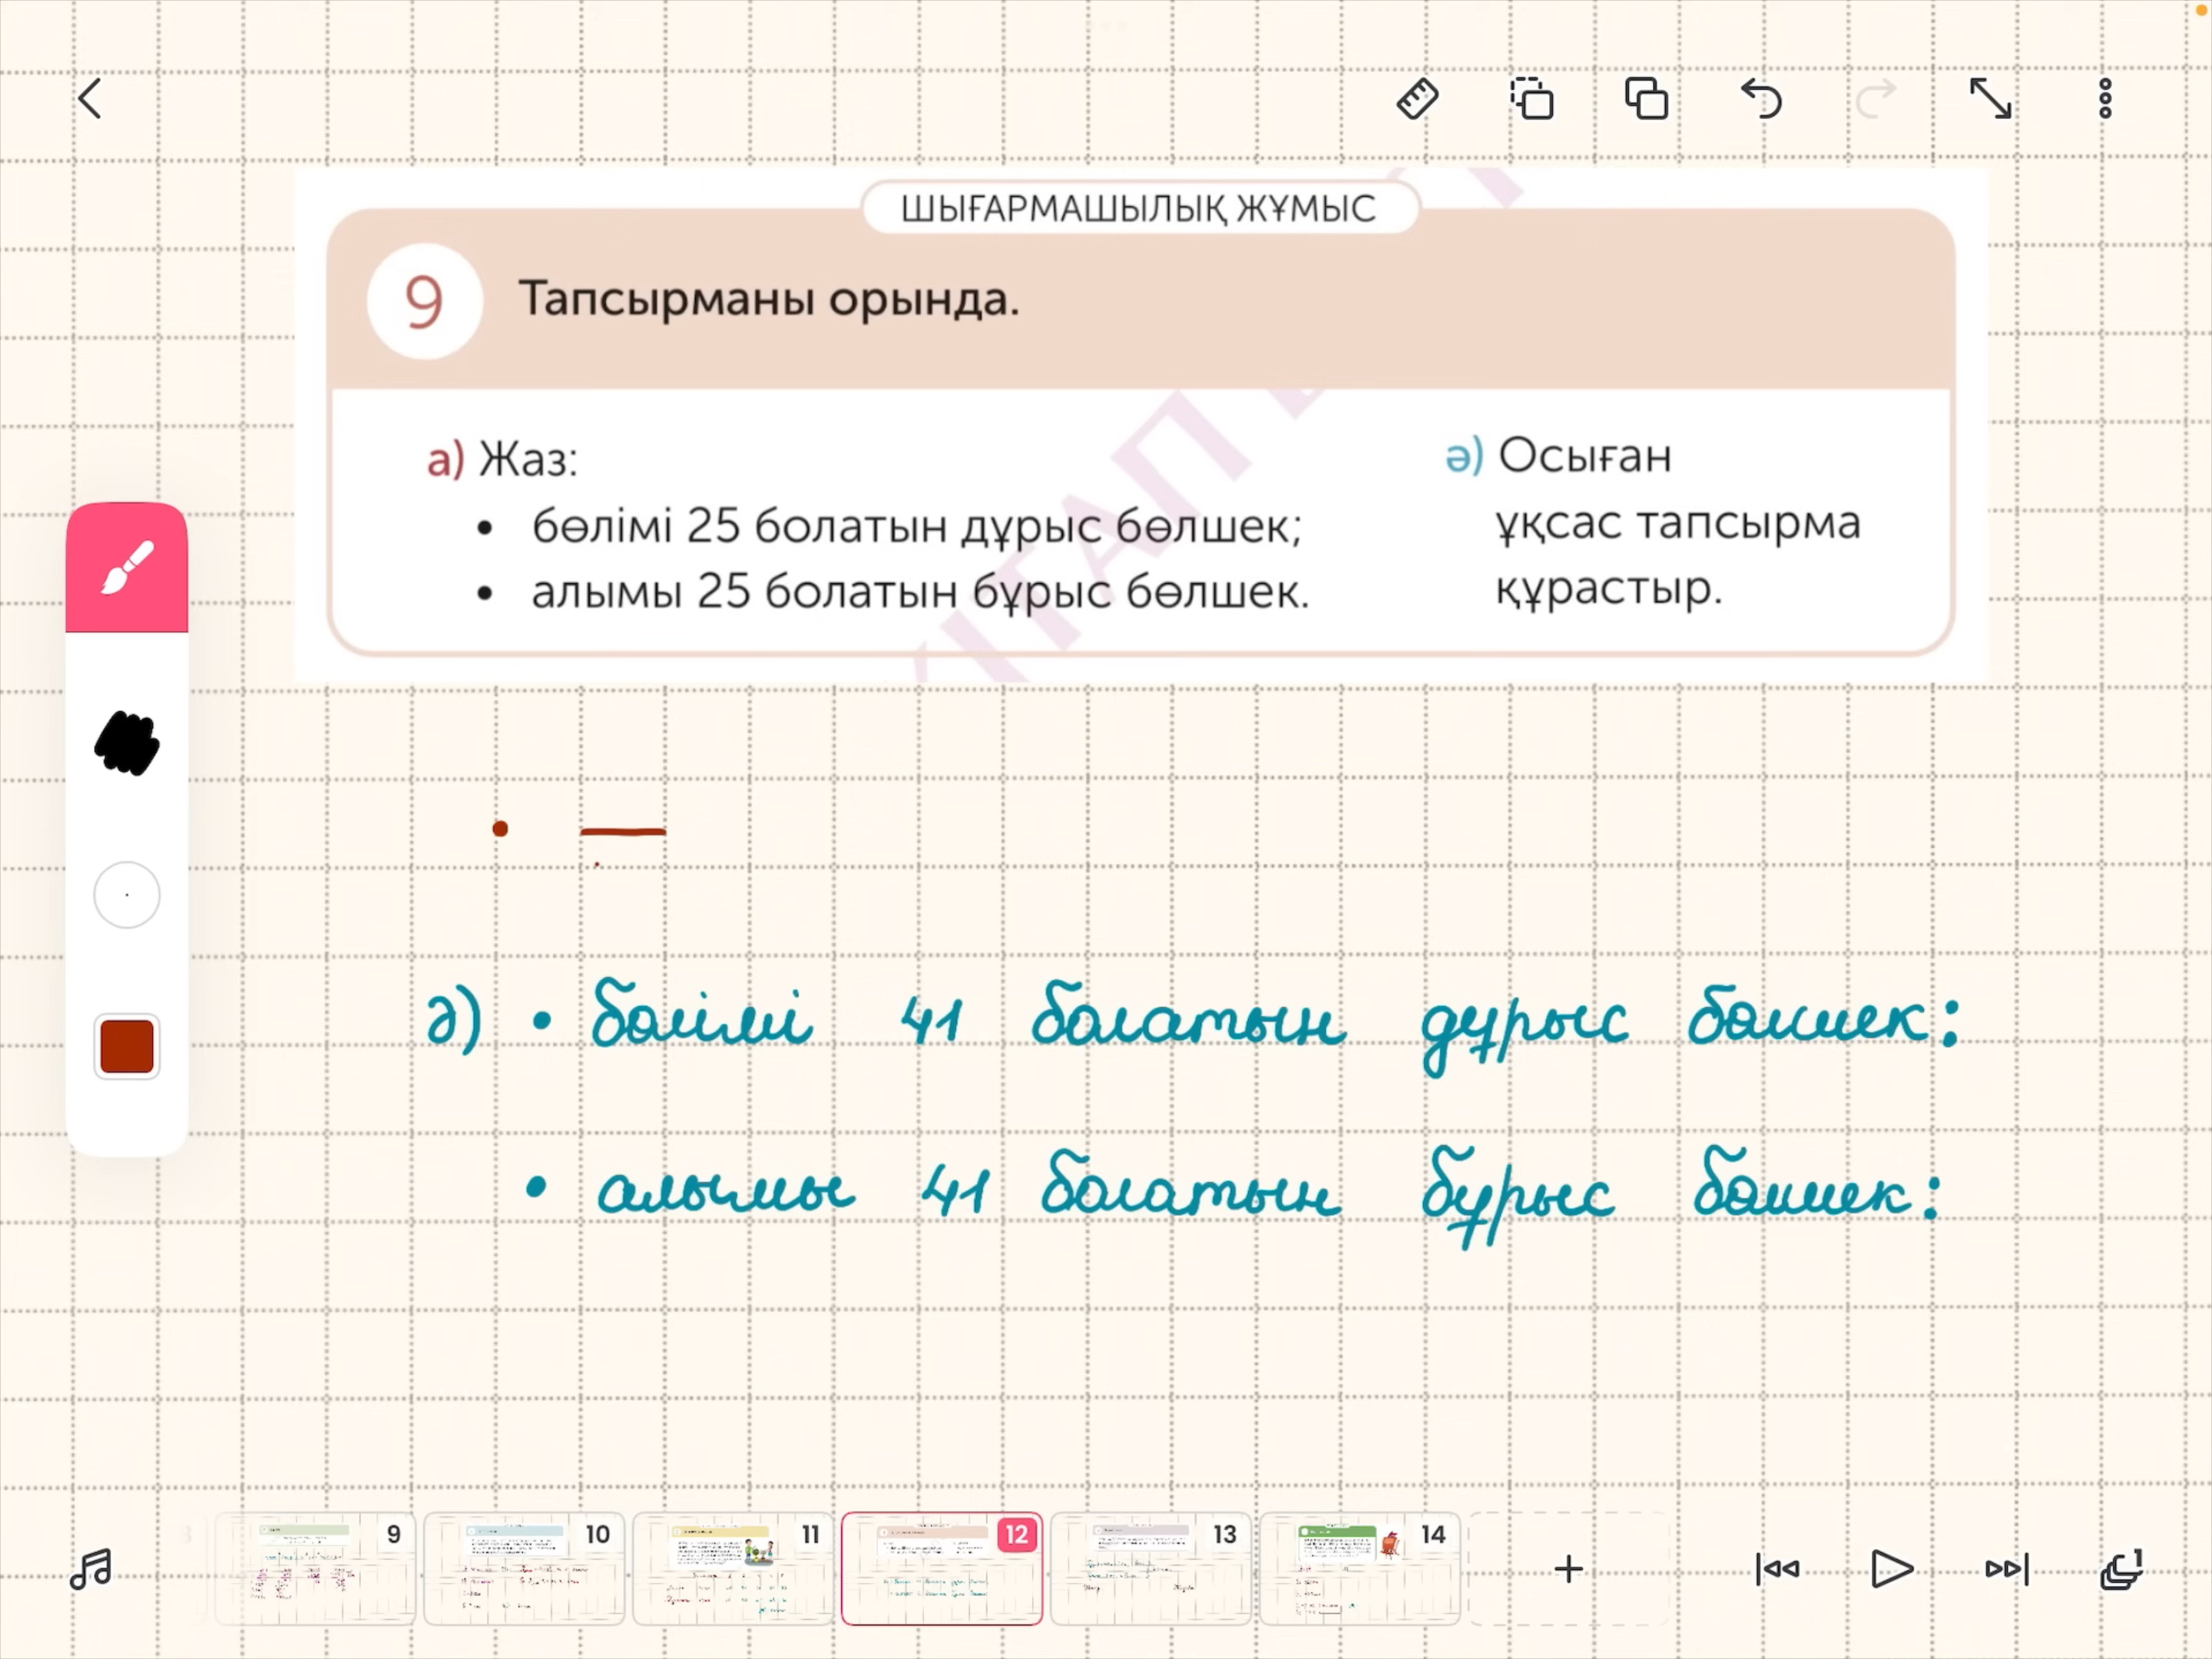 ШЫҒАРМАШЫЛЫҚ ЖҰМЫС
9 Тапсырманы орында.
а) Жаз:
• бөлімі 25 болатын дұрыс бөлшек;
• алымы 25 болатын бұрыс бөлшек.
ә) Осыған
ұқсас тапсырма
құрастыр.
КІТАП
ә) • бөлімі 41 болатын дұрыс бөлшек:
• алымы 41 болатын бұрыс бөлшек:
9 10 11 12 13 14